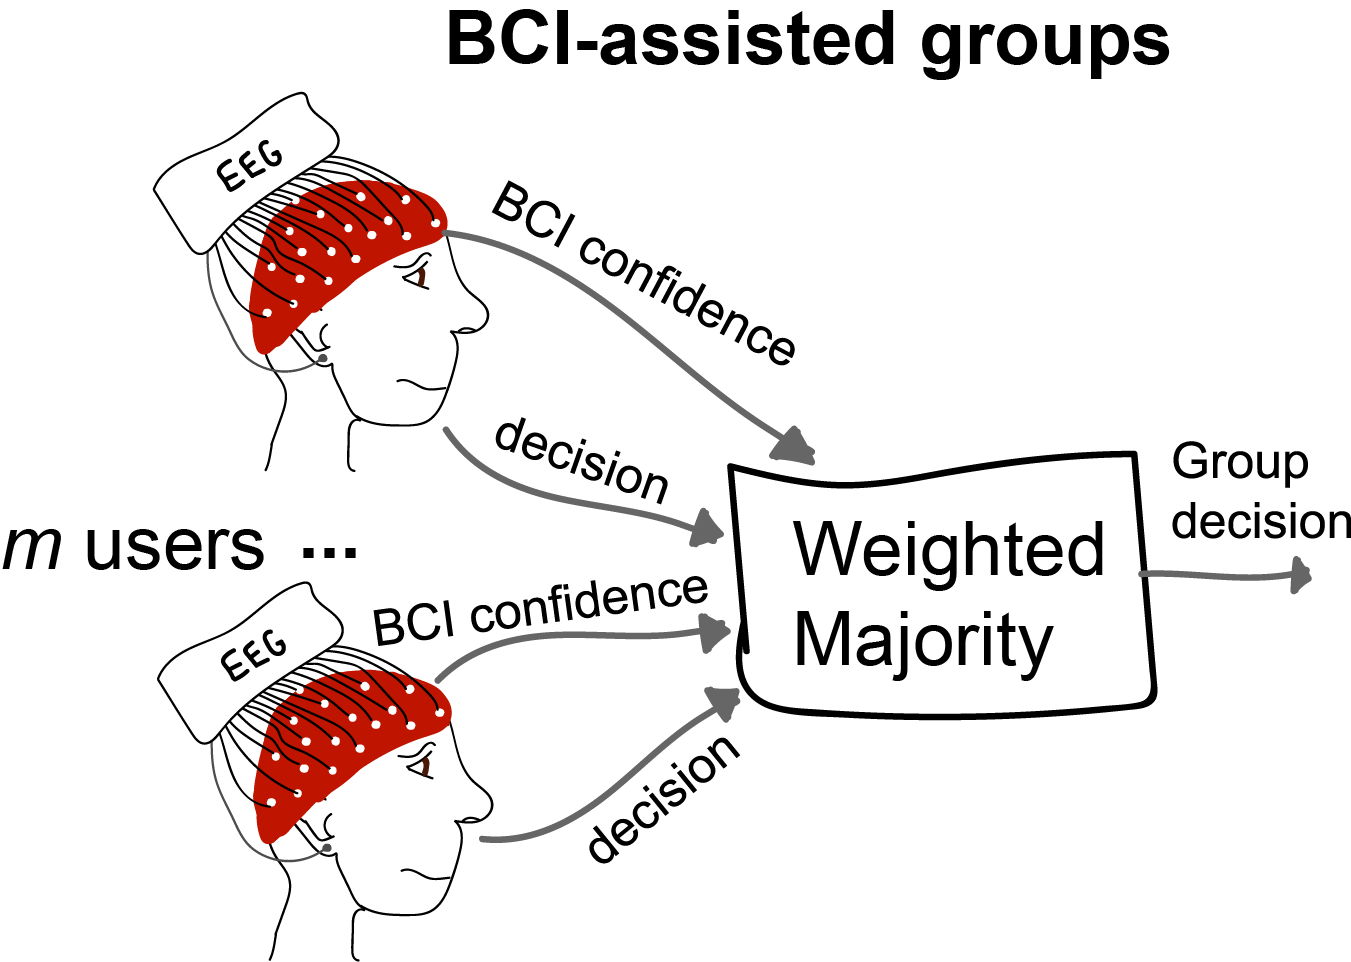 BCI-assisted groups
EEG
BCI confidence
decision
m users ...
EEG
BCI confidence
decision
Weighted
Majority
Group
decision